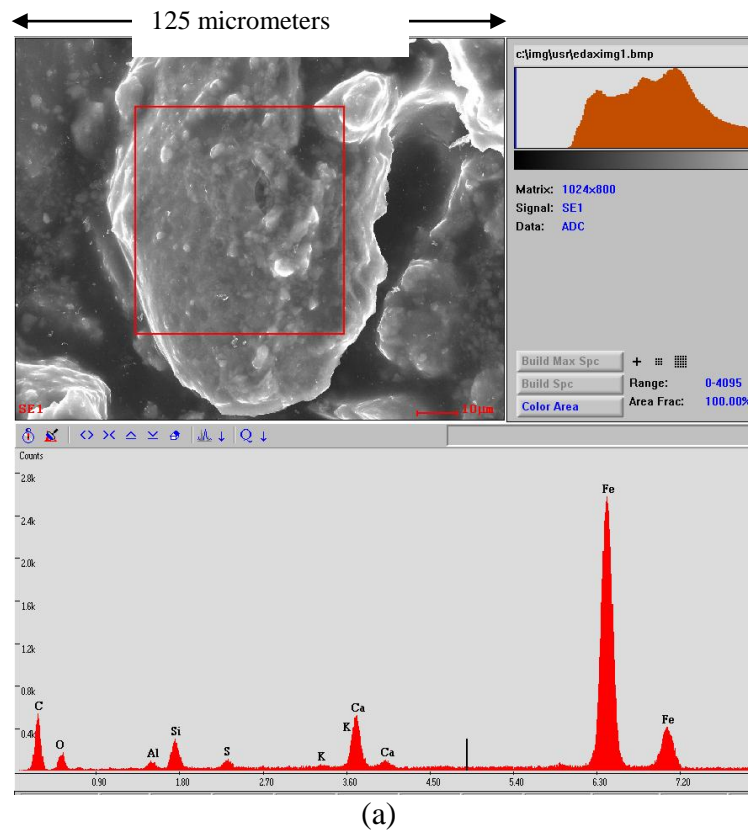 125 micrometers
c:\img\usr\edaximg1.bmp
Matrix: 1024x800
Signal: SE1
Data: ADC
Build Max Spc
Build Spc
Range: 0-4095
Color Area
Area Frac: 100.00%
SE1
10µm
Q
Counts
2.8k
2.4k
2.0k
1.6k
1.2k
0.8k
0.4k
C
O
Al
Si
S
K
K
Ca
Ca
Fe
Fe
0.90 1.80 2.70 3.60 4.50 5.40 6.30 7.20
(a)